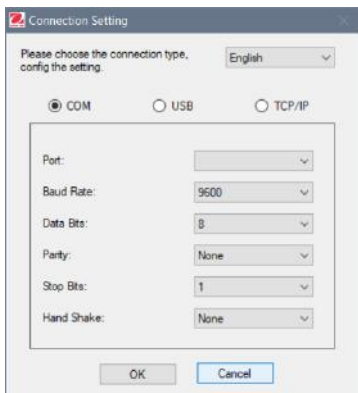 Connection Setting
Please choose the connection type, English
config the setting.
COM USB TCP/IP
Port:
Baud Rate: 9600
Data Bits: 8
Parity: None
Stop Bits: 1
Hand Shake: None
OK Cancel